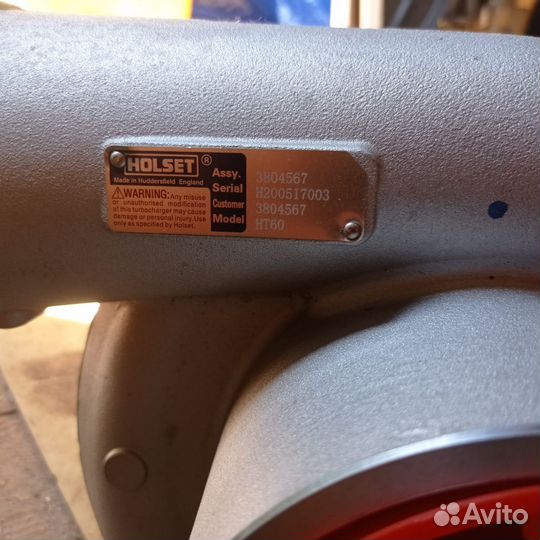 HOLSET ®
Made in Huddersfield England
WARNING: Any misuse
or unauthorised modification
of this turbocharger may cause
damage or personal injury. Use
only as specified by Holset.
Assy. 3804567
Serial H200517003
Customer 3804567
Model HT60
Avito